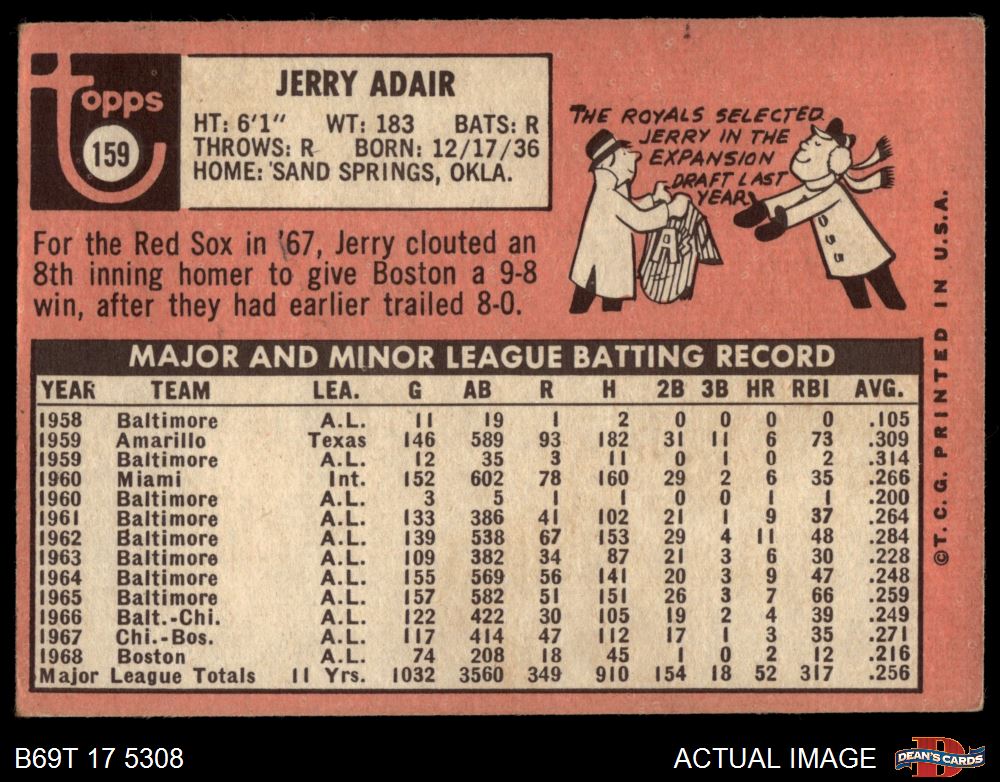 topps
159
JERRY ADAIR
HT: 6'1" WT: 183 BATS: R
THROWS: R BORN: 12/17/36
HOME: SAND SPRINGS, OKLA.
For the Red Sox in '67, Jerry clouted an
8th inning homer to give Boston a 9-8
win, after they had earlier trailed 8-0.
THE ROYALS SELECTED
JERRY IN THE
EXPANSION
DRAFT LAST
YEAR
MAJOR AND MINOR LEAGUE BATTING RECORD
YEAR TEAM LEA. G AB R H 2B 3B HR RBI AVG.
1958 Baltimore A.L. 11 19 1 2 0 0 0 0 .105
1959 Amarillo Texas 146 589 93 182 31 11 6 73 .309
1959 Baltimore A.L. 12 35 3 11 0 1 0 2 .314
1960 Miami Int. 152 602 78 160 29 2 6 35 .266
1960 Baltimore A.L. 3 5 1 1 0 0 1 1 .200
1961 Baltimore A.L. 133 386 41 102 21 1 9 37 .264
1962 Baltimore A.L. 139 538 67 153 29 4 11 48 .284
1963 Baltimore A.L. 109 382 34 87 21 3 6 30 .228
1964 Baltimore A.L. 155 569 56 141 20 3 9 47 .248
1965 Baltimore A.L. 157 582 51 151 26 3 7 66 .259
1966 Balt.-Chi. A.L. 122 422 30 105 19 2 4 39 .249
1967 Chi.-Bos. A.L. 117 414 47 112 17 1 3 35 .271
1968 Boston A.L. 74 208 18 45 1 0 2 12 .216
Major League Totals 11 Yrs. 1032 3560 349 910 154 18 52 317 .256
©T. C. G. PRINTED IN U.S.A.
B69T 17 5308
ACTUAL IMAGE
DEAN'S CARDS